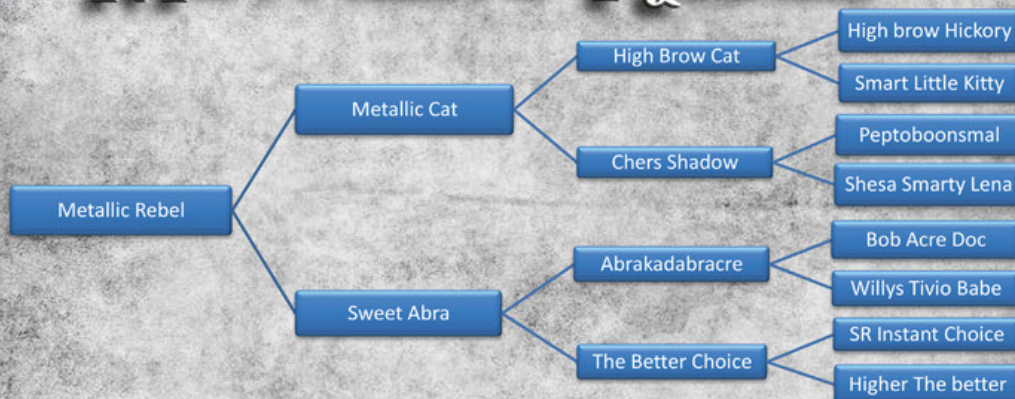 High brow Hickory
High Brow Cat
Smart Little Kitty
Metallic Cat
Peptoboonsmal
Chers Shadow
Shesa Smarty Lena
Metallic Rebel
Bob Acre Doc
Abrakadabracre
Willys Tivio Babe
Sweet Abra
SR Instant Choice
The Better Choice
Higher The better